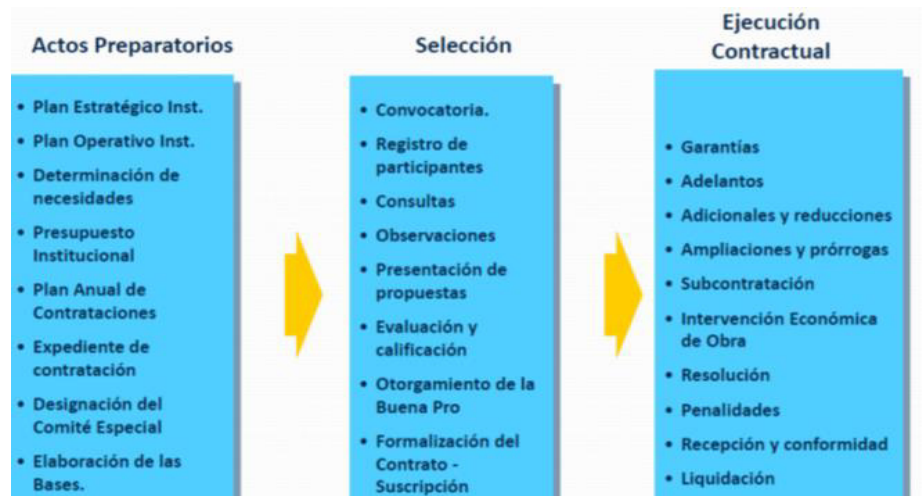 Actos Preparatorios
• Plan Estratégico Inst.
• Plan Operativo Inst.
• Determinación de
necesidades
• Presupuesto
Institucional
• Plan Anual de
Contrataciones
• Expediente de
contratación
• Designación del
Comité Especial
• Elaboración de las
Bases.
Selección
• Convocatoria.
• Registro de
participantes
• Consultas
• Observaciones
• Presentación de
propuestas
• Evaluación y
calificación
• Otorgamiento de la
Buena Pro
• Formalización del
Contrato -
Suscripción
Ejecución
Contractual
• Garantías
• Adelantos
• Adicionales y reducciones
• Ampliaciones y prórrogas
• Subcontratación
• Intervención Económica
de Obra
• Resolución
• Penalidades
• Recepción y conformidad
• Liquidación